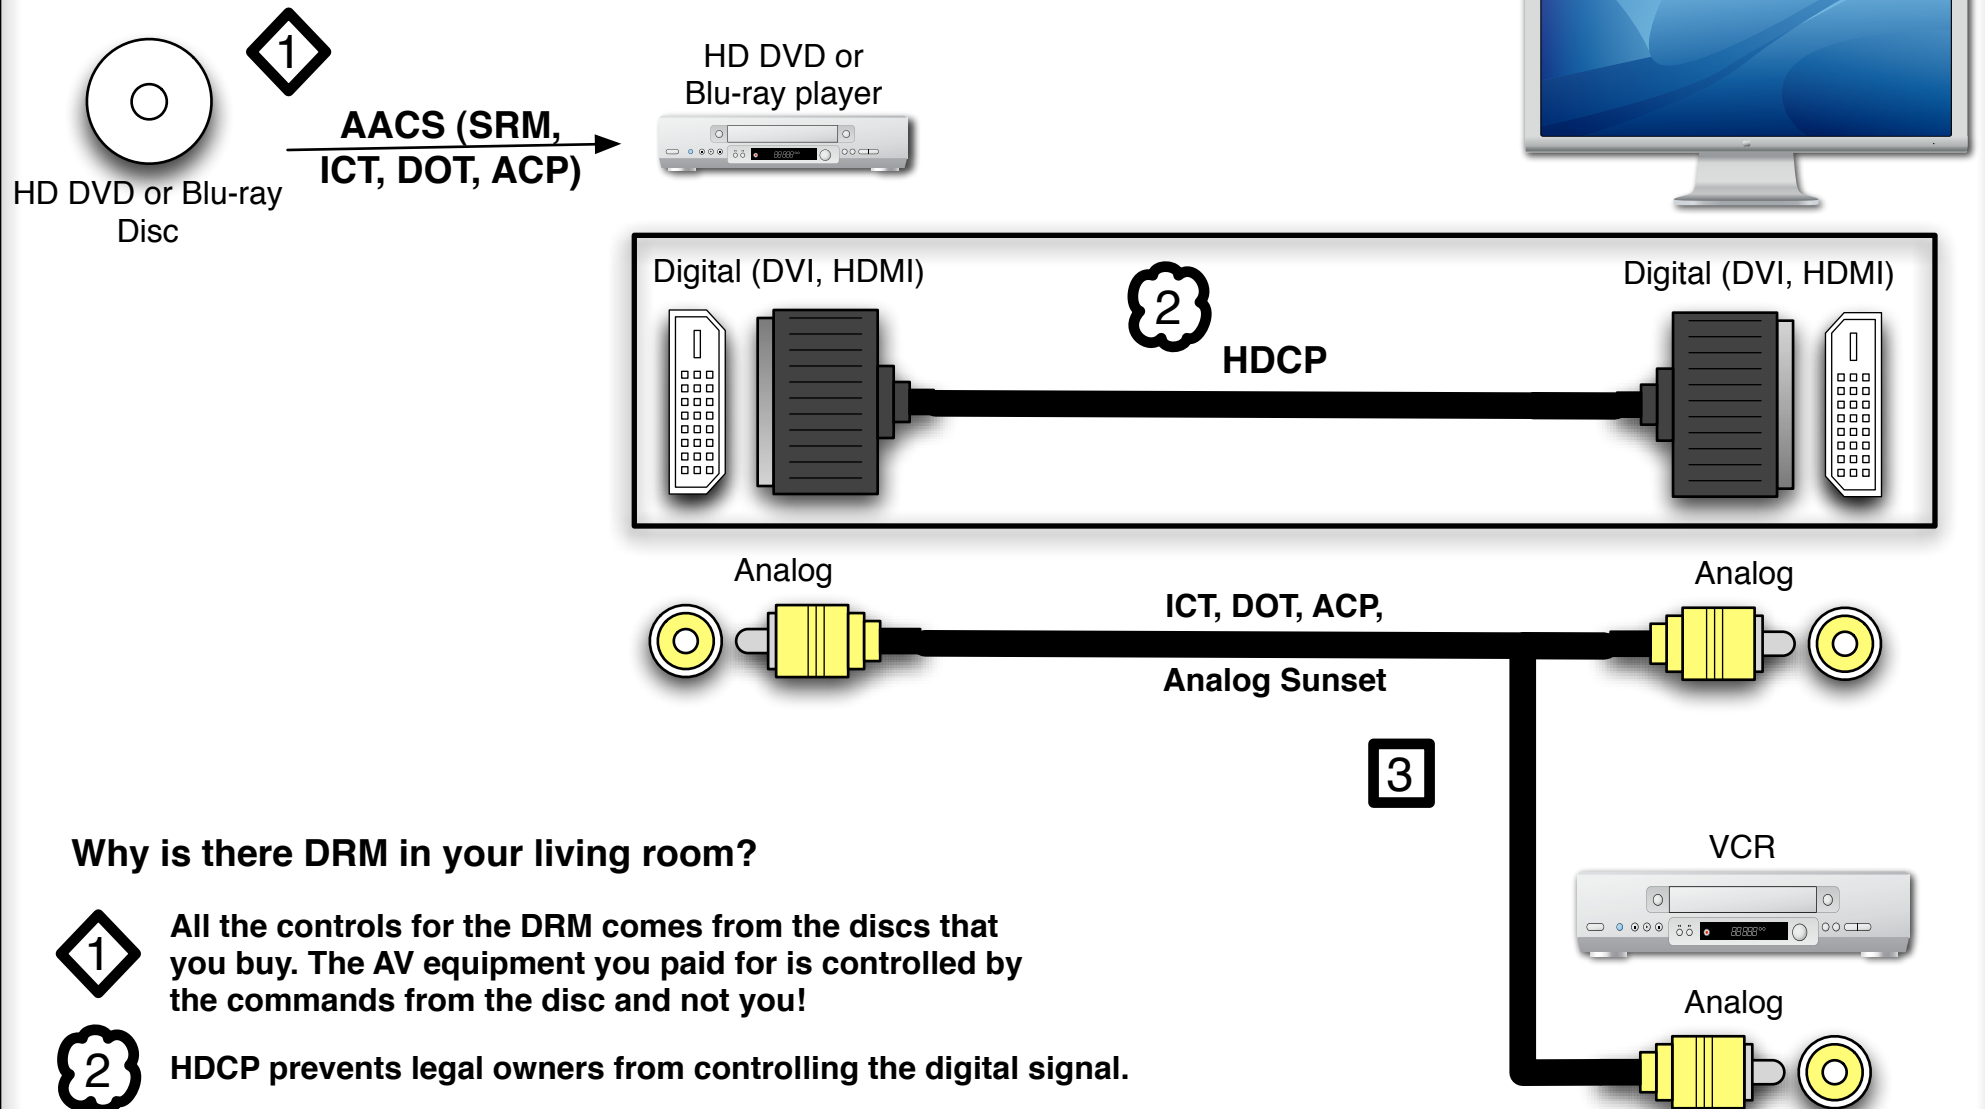 1
HD DVD or
Blu-ray player
AACS (SRM,
ICT, DOT, ACP)
HD DVD or Blu-ray
Disc
Digital (DVI, HDMI)
2
HDCP
Digital (DVI, HDMI)
Analog
ICT, DOT, ACP,
Analog Sunset
Analog
3
Why is there DRM in your living room?
1
All the controls for the DRM comes from the discs that
you buy. The AV equipment you paid for is controlled by
the commands from the disc and not you!
2
HDCP prevents legal owners from controlling the digital signal.
VCR
Analog